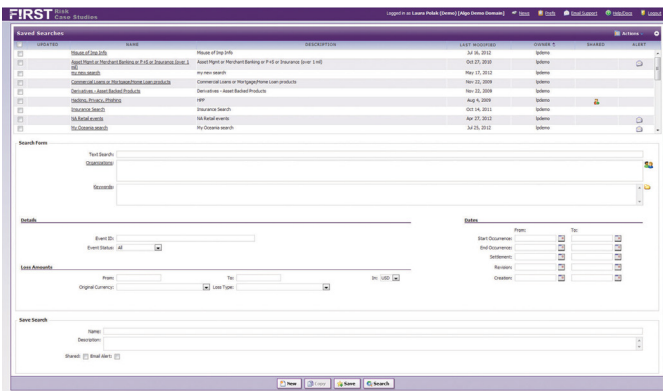 FIRST Risk Case Studies
Logged in as Laura Polak (Demo) [Algo Demo Domain] News Prefs Email Support Help/Docs Logout
Saved Searches Actions
UPDATED NAME DESCRIPTION LAST MODIFIED OWNER SHARED ALERT
Misuse of Imp Info Misuse of Imp Info Jul 16, 2012 lpdemo
Asset Mgmt or Merchant Banking or P+S or Insurance (over 1 mil) Asset Mgmt or Merchant Banking or P+S or Insurance (over 1 mil) Oct 27, 2010 lpdemo
my new search my new search May 17, 2012 lpdemo
Commercial Loans or Mortgage/Home Loan products Commercial Loans or Mortgage/Home Loan products Nov 22, 2009 lpdemo
Derivatives - Asset Backed Products Derivatives - Asset Backed Products Nov 22, 2009 lpdemo
Hacking, Privacy, Phishing HPP Aug 4, 2009 lpdemo
Insurance Search Insurance Search Oct 14, 2011 lpdemo
NA Retail events NA Retail events Apr 27, 2012 lpdemo
My Oceania search My Oceania search Jul 25, 2012 lpdemo
Search Form
Text Search:
Organizations:
Keywords:
Details
Event ID:
Event Status: All
Loss Amounts
From: To: In: USD
Original Currency: Loss Type:
Dates
From: To:
Start Occurrence:
End Occurrence:
Settlement:
Revision:
Creation:
Save Search
Name:
Description:
Shared: Email Alert:
New Copy Save Search